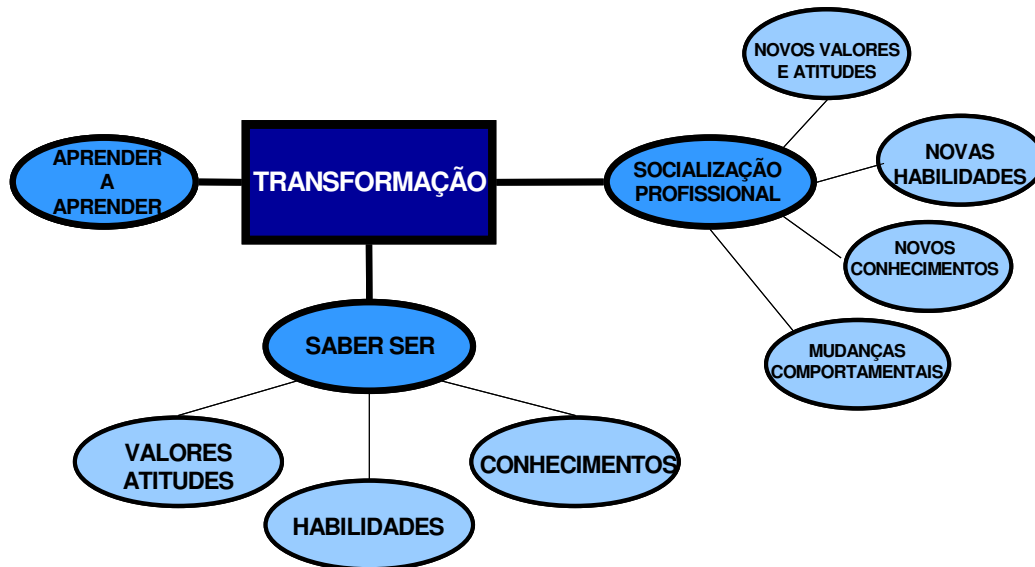 NOVOS VALORES
E ATITUDES
APRENDER
A
APRENDER
TRANSFORMAÇÃO
SOCIALIZAÇÃO
PROFISSIONAL
NOVAS
HABILIDADES
NOVOS
CONHECIMENTOS
MUDANÇAS
COMPORTAMENTAIS
SABER SER
VALORES
ATITUDES
HABILIDADES
CONHECIMENTOS